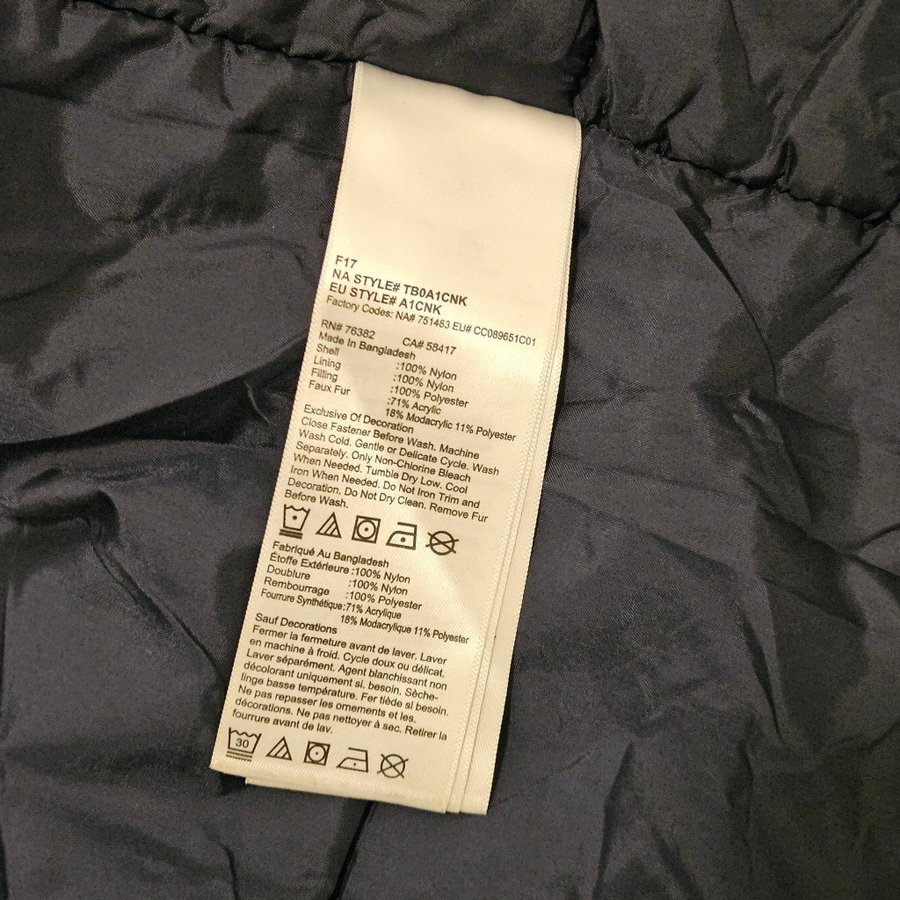 F17
NA STYLE# TB0A1CNK
EU STYLE# A1CNK
Factory Codes: NA# 751483 EU# CC089651C01
RN# 76382 CA# 58417
Made In Bangladesh
Shell :100% Nylon
Lining :100% Nylon
Filling :100% Polyester
Faux Fur :71% Acrylic
18% Modacrylic 11% Polyester
Exclusive Of Decoration
Close Fastener Before Wash. Machine
Wash Cold. Gentle or Delicate Cycle. Wash
Separately. Only Non-Chlorine Bleach
When Needed. Tumble Dry Low. Cool
Iron When Needed. Do Not Iron Trim and
Decoration. Do Not Dry Clean. Remove Fur
Before Wash.
Fabriqué Au Bangladesh
Étoffe Extérieure :100% Nylon
Doublure :100% Nylon
Rembourrage :100% Polyester
Fourrure Synthétique :71% Acrylique
18% Modacrylique 11% Polyester
Sauf Decorations
Fermer la fermeture avant de laver. Laver
en machine à froid. Cycle doux ou délicat.
Laver séparément. Agent blanchissant non
décolorant uniquement si. besoin. Sèche-
linge basse température. Fer tiède si besoin.
Ne pas repasser les ornements et les.
décorations. Ne pas nettoyer à sec. Retirer la
fourrure avant de lav.
30